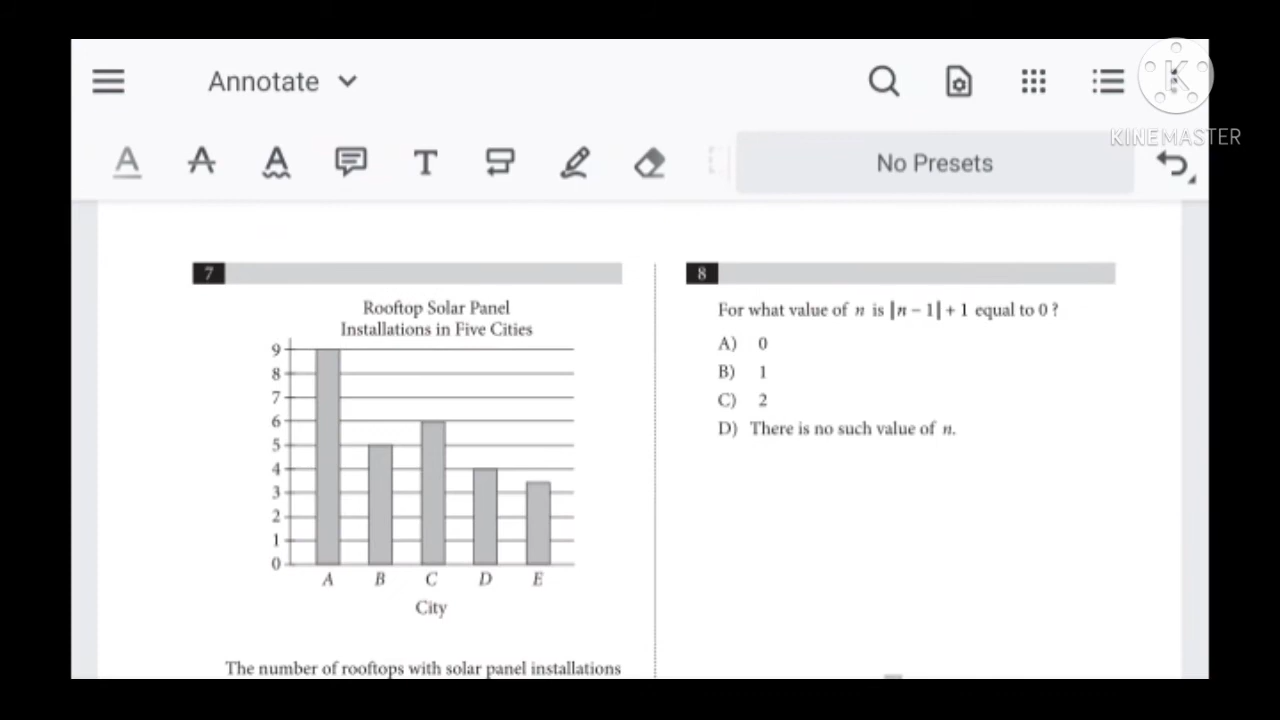 Annotate
KINEMASTER
A A A T No Presets
7
Rooftop Solar Panel
Installations in Five Cities
9
8
7
6
5
4
3
2
1
0
A B C D E
City
The number of rooftops with solar panel installations
8
For what value of n is |n − 1| + 1 equal to 0 ?
A) 0
B) 1
C) 2
D) There is no such value of n.